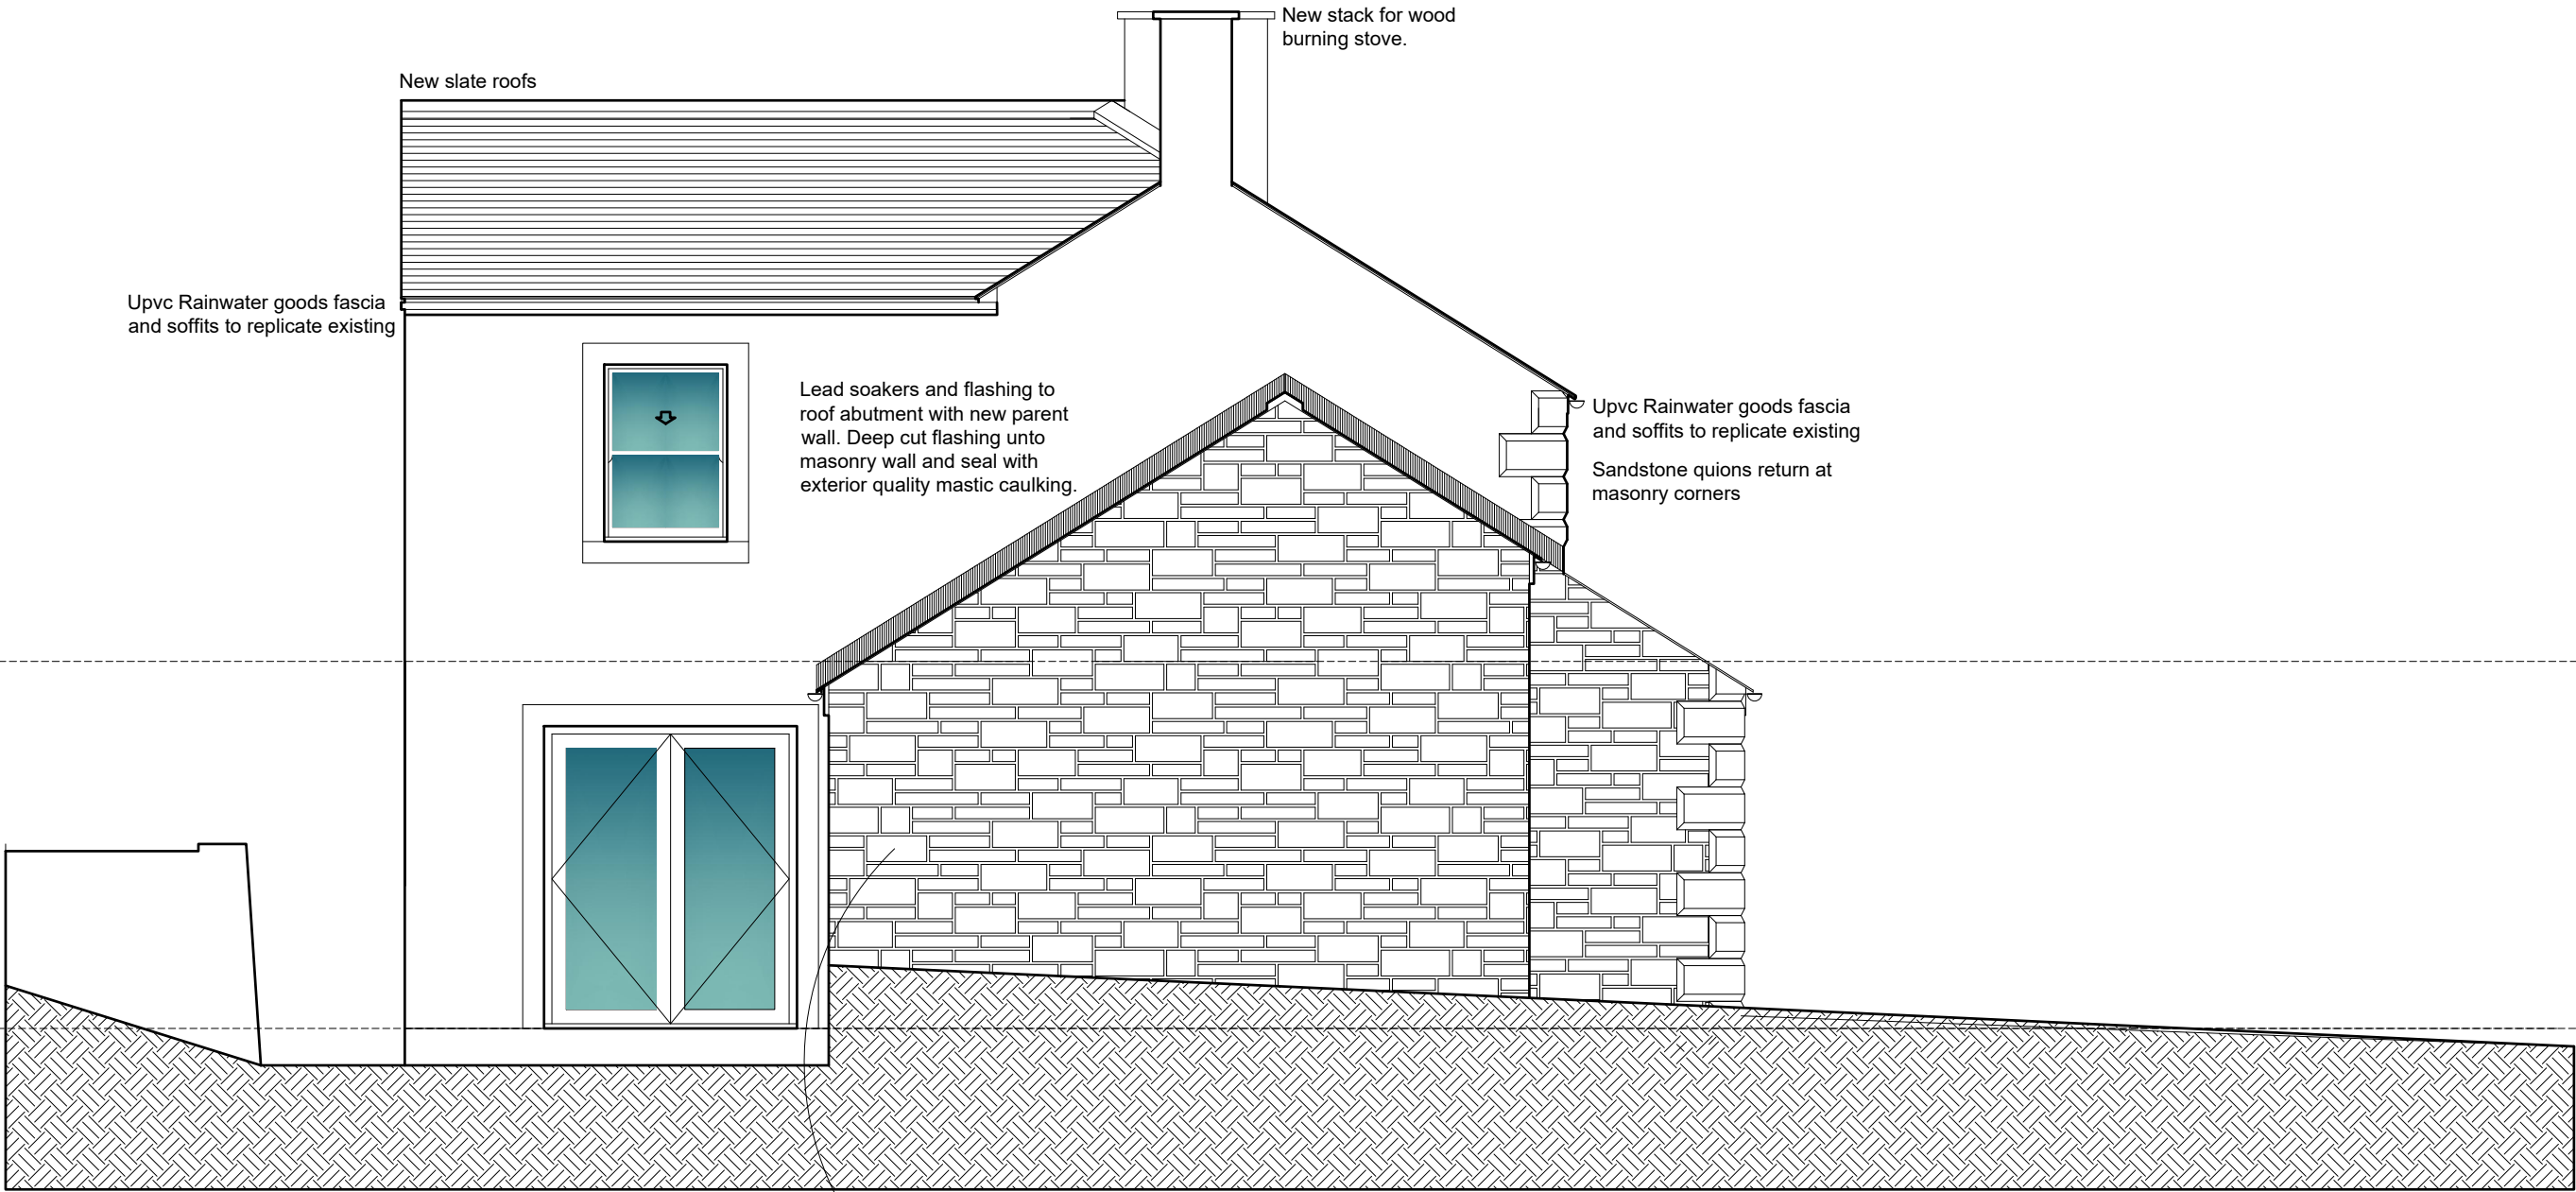 New stack for wood
burning stove.
New slate roofs
Upvc Rainwater goods fascia
and soffits to replicate existing
Lead soakers and flashing to
roof abutment with new parent
wall. Deep cut flashing unto
masonry wall and seal with
exterior quality mastic caulking.
Upvc Rainwater goods fascia
and soffits to replicate existing
Sandstone quions return at
masonry corners